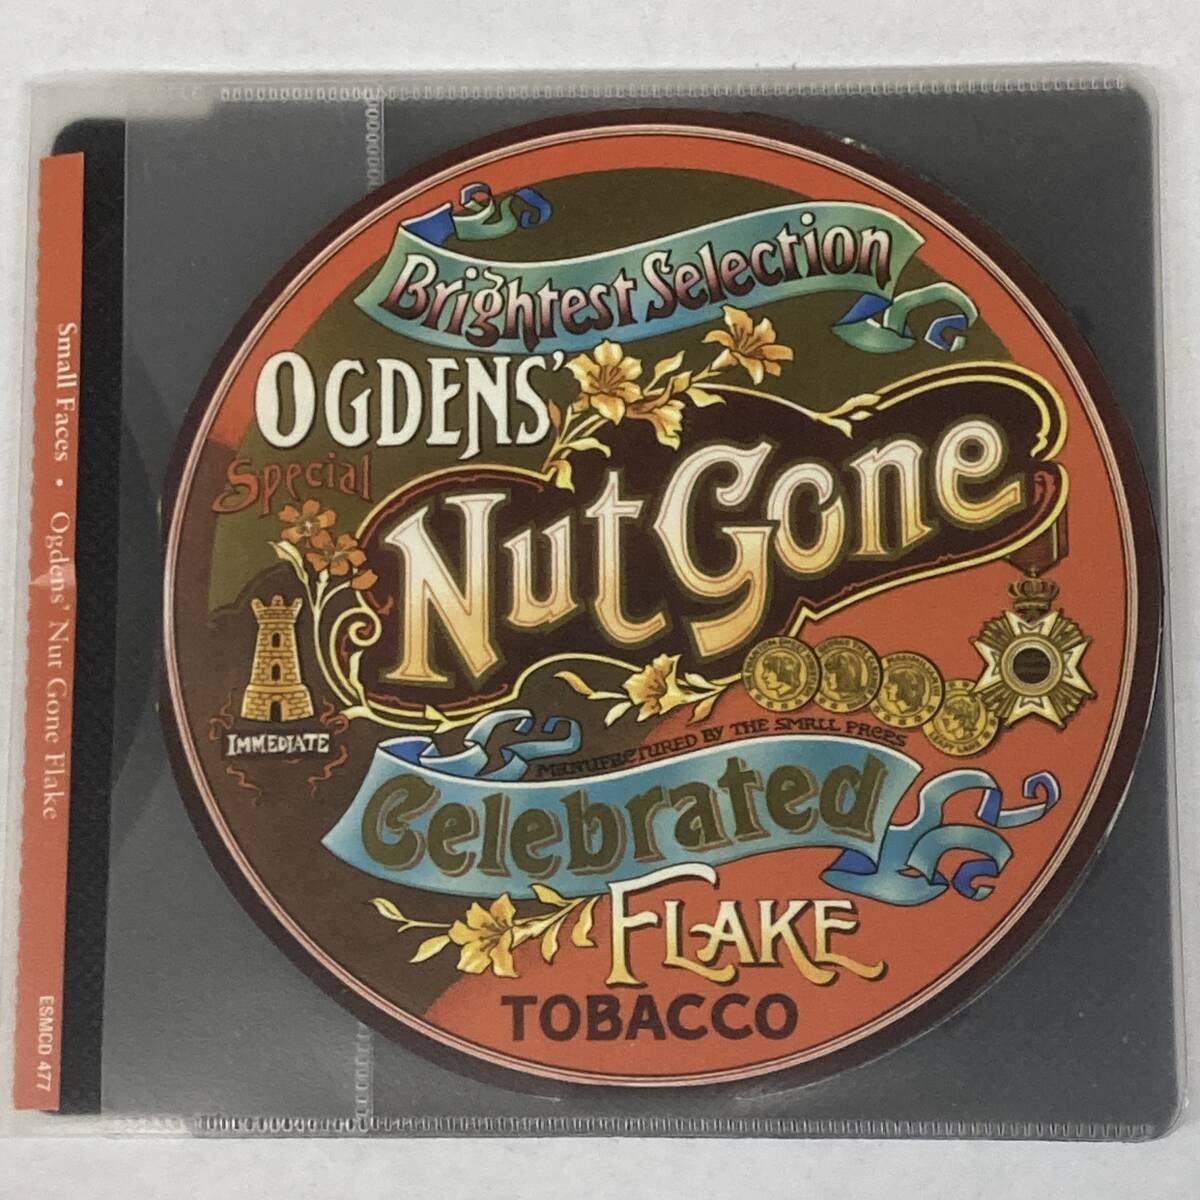 Small Faces • Ogdens' Nut Gone Flake
ESMCD 477
Brightest Selection
OGDENS'
Special
Nut Gone
IMMEDIATE
MANUFACTURED BY THE SMALL FACES
Celebrated
FLAKE
TOBACCO